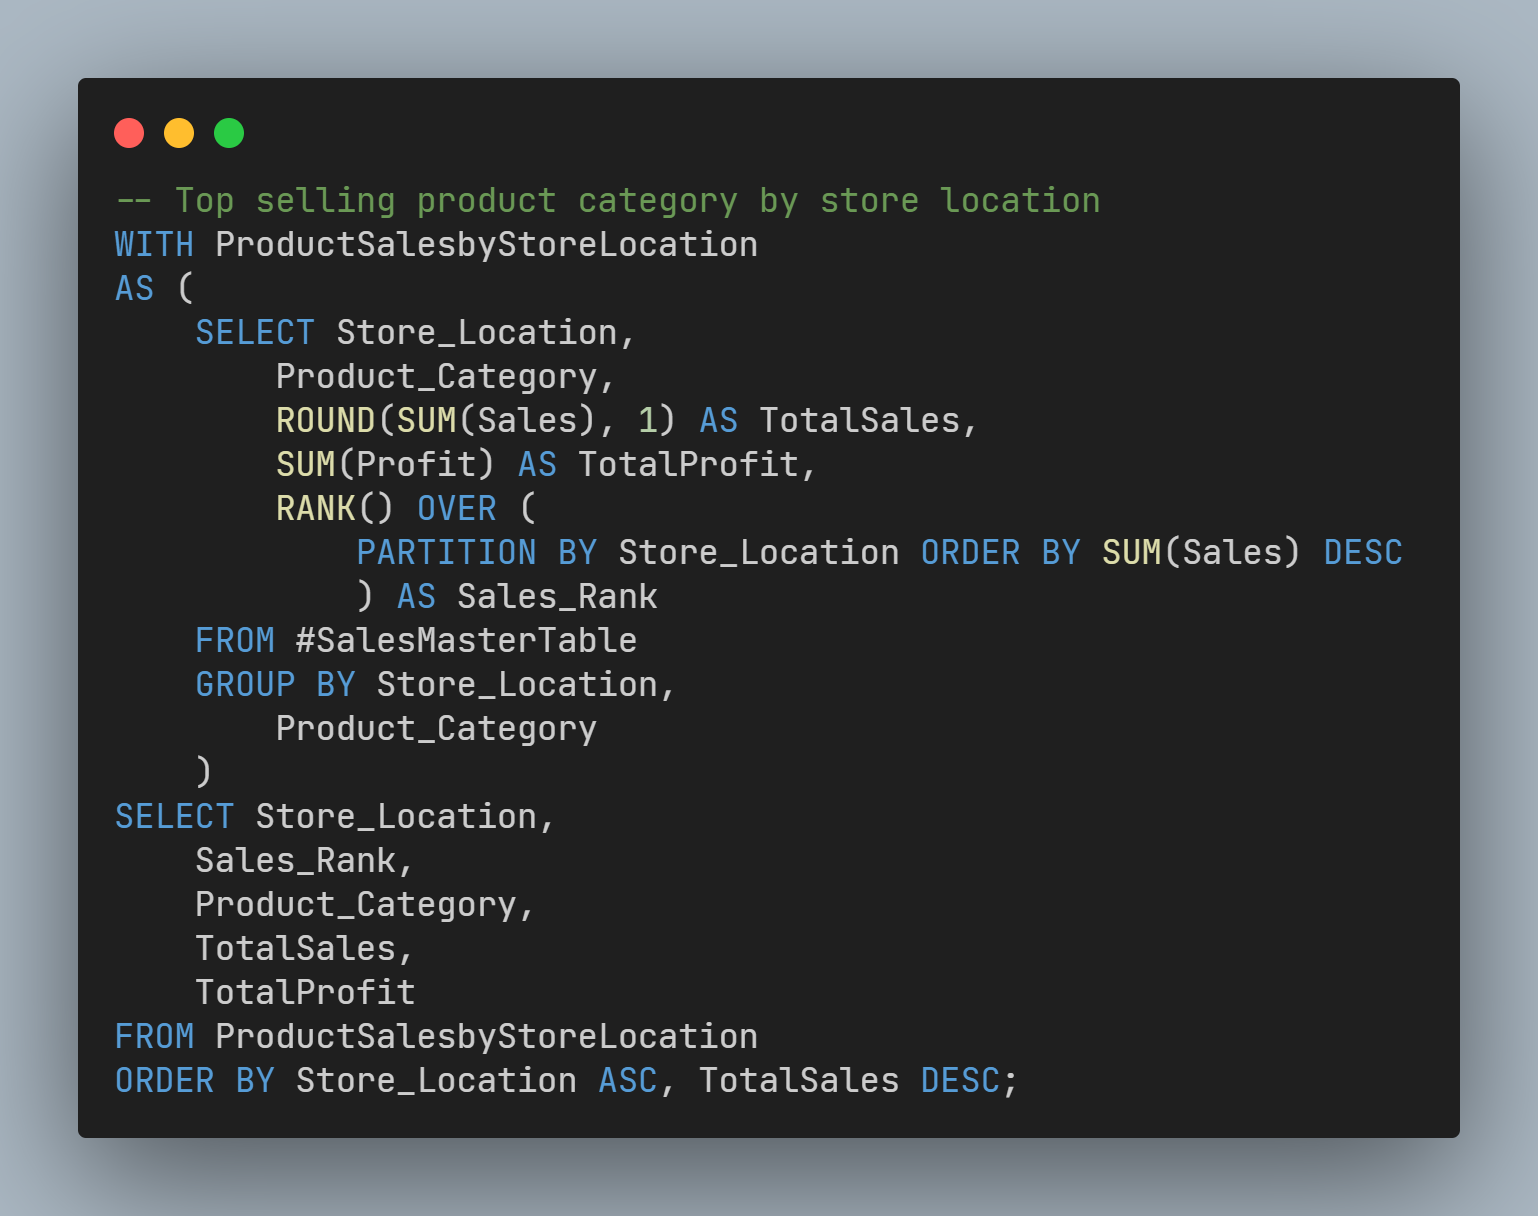 -- Top selling product category by store location
WITH ProductSalesbyStoreLocation
AS (
    SELECT Store_Location,
        Product_Category,
        ROUND(SUM(Sales), 1) AS TotalSales,
        SUM(Profit) AS TotalProfit,
        RANK() OVER (
            PARTITION BY Store_Location ORDER BY SUM(Sales) DESC
            ) AS Sales_Rank
    FROM #SalesMasterTable
    GROUP BY Store_Location,
        Product_Category
    )
SELECT Store_Location,
    Sales_Rank,
    Product_Category,
    TotalSales,
    TotalProfit
FROM ProductSalesbyStoreLocation
ORDER BY Store_Location ASC, TotalSales DESC;